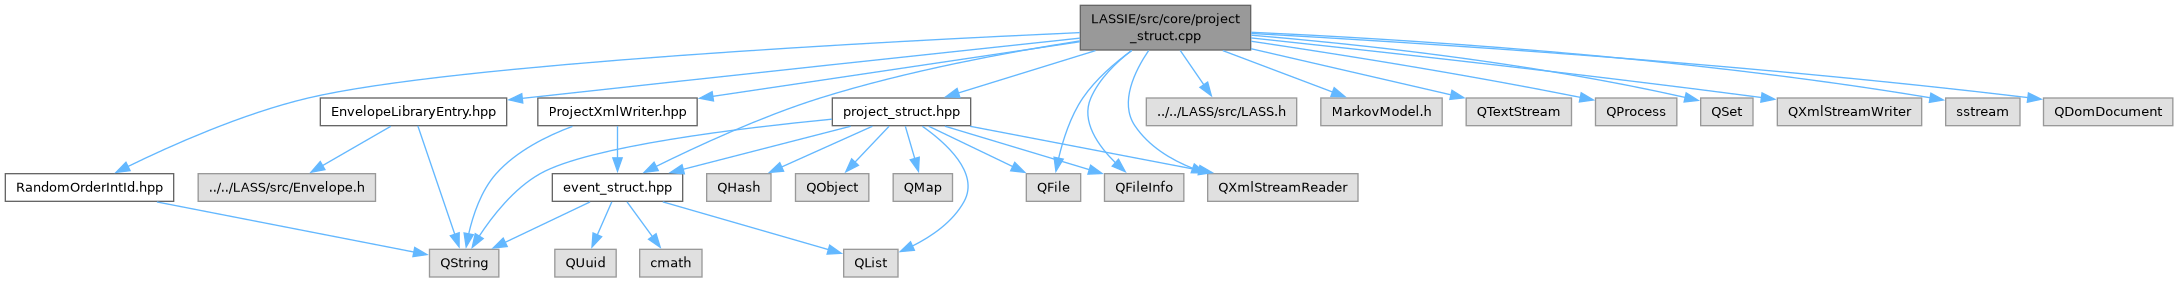 LASSIE/src/core/project
_struct.cpp
EnvelopeLibraryEntry.hpp
ProjectXmlWriter.hpp
project_struct.hpp
../../LASS/src/LASS.h
MarkovModel.h
QTextStream
QProcess
QSet
QXmlStreamWriter
sstream
QDomDocument
RandomOrderIntId.hpp
../../LASS/src/Envelope.h
event_struct.hpp
QHash
QObject
QMap
QFile
QFileInfo
QXmlStreamReader
QString
QUuid
cmath
QList